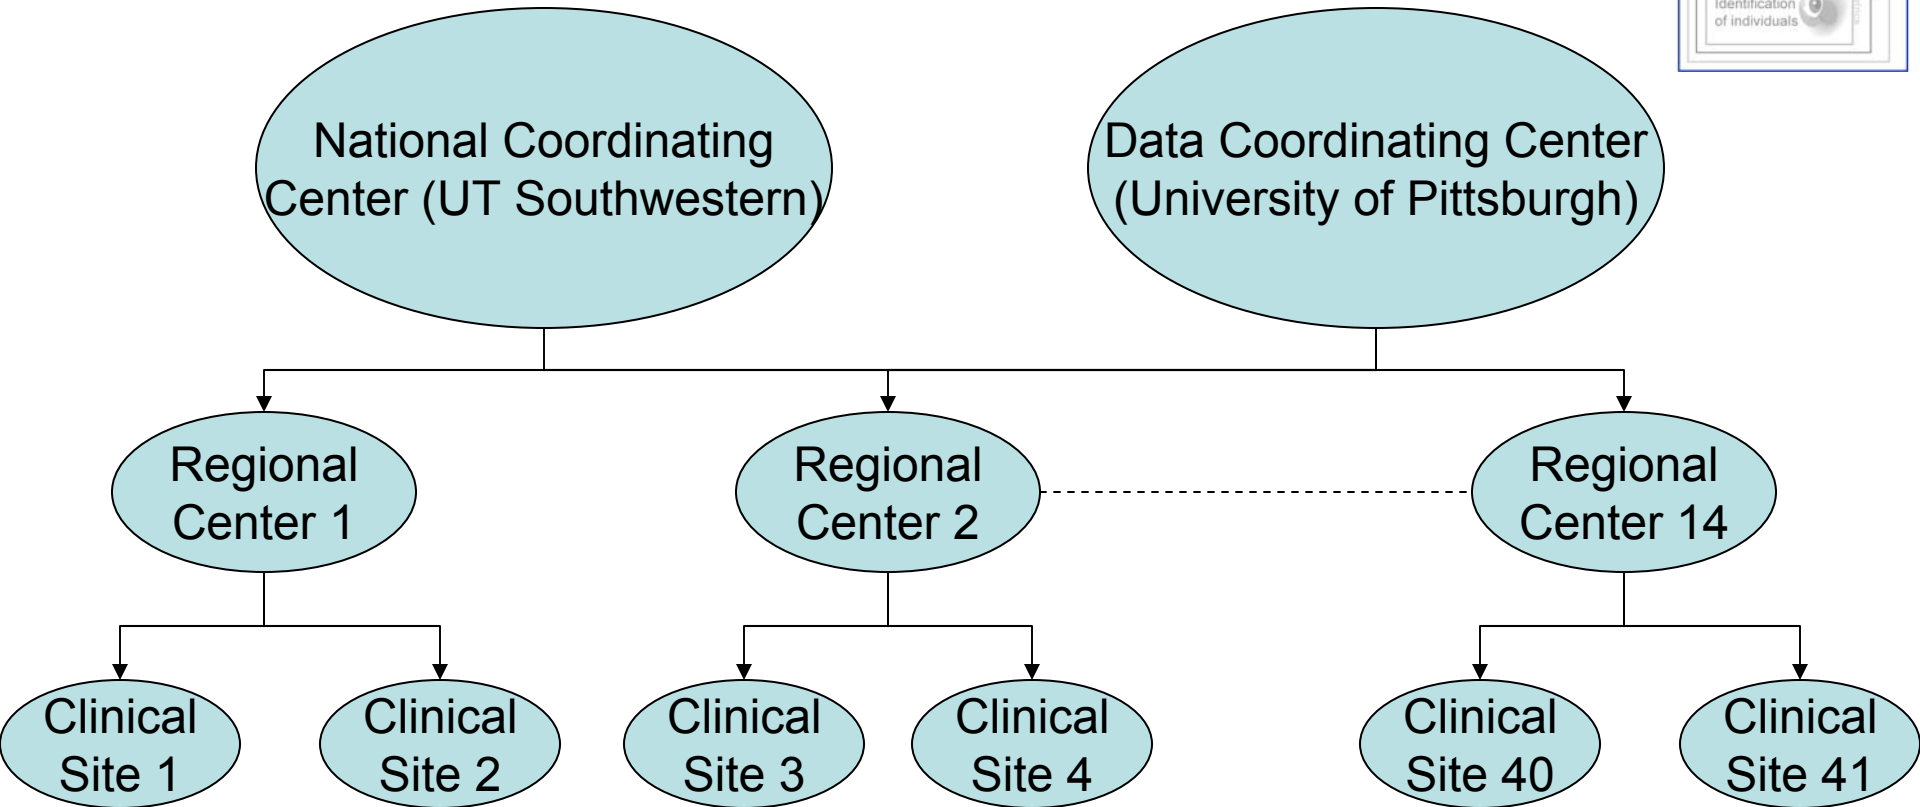 Identification
of individuals
National Coordinating
Center (UT Southwestern)
Data Coordinating Center
(University of Pittsburgh)
Regional
Center 1
Regional
Center 2
Regional
Center 14
Clinical
Site 1
Clinical
Site 2
Clinical
Site 3
Clinical
Site 4
Clinical
Site 40
Clinical
Site 41